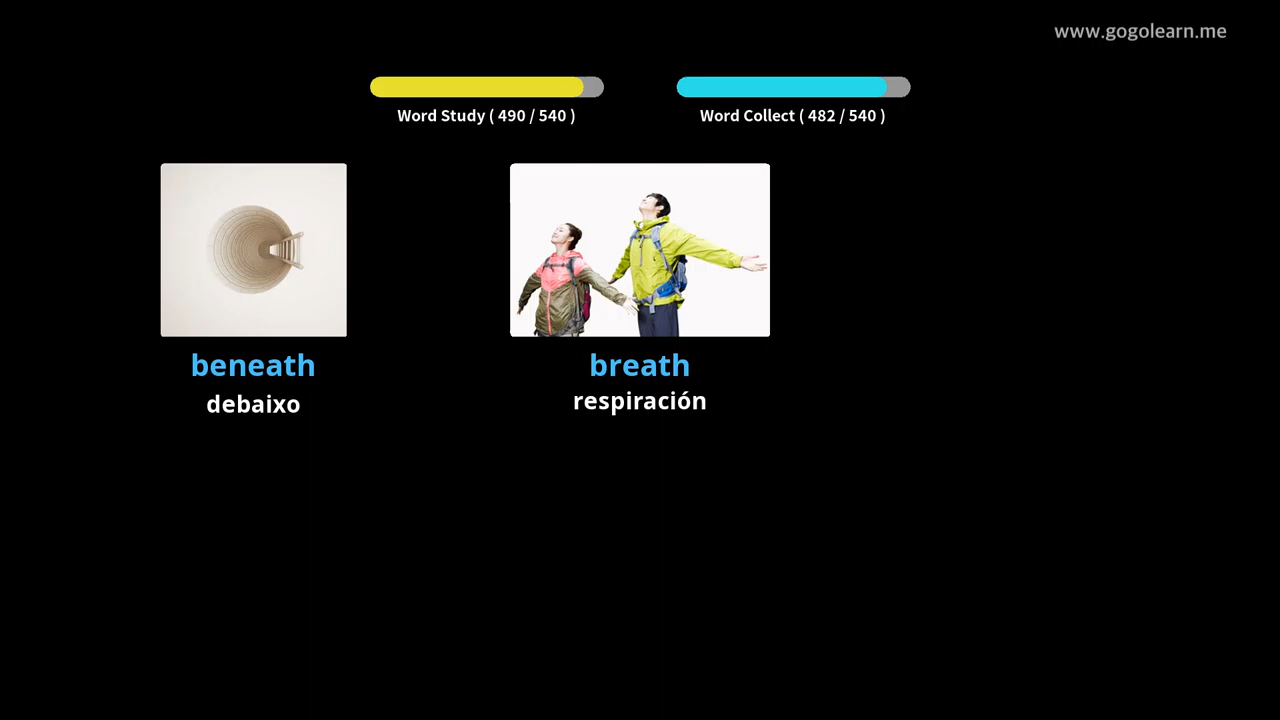 www.gogolearn.me
Word Study ( 490 / 540 )
Word Collect ( 482 / 540 )
beneath
debaixo
breath
respiración